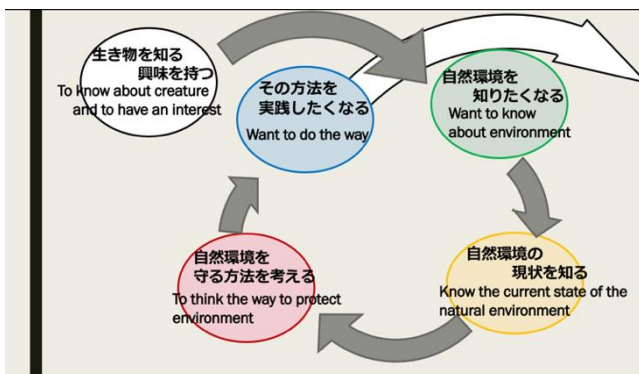 生き物を知る
興味を持つ
To know about creature
and to have an interest
その方法を
実践したくなる
Want to do the way
自然環境を
知りたくなる
Want to know
about environment
自然環境の
現状を知る
Know the current state of the
natural environment
自然環境を
守る方法を考える
To think the way to protect
environment